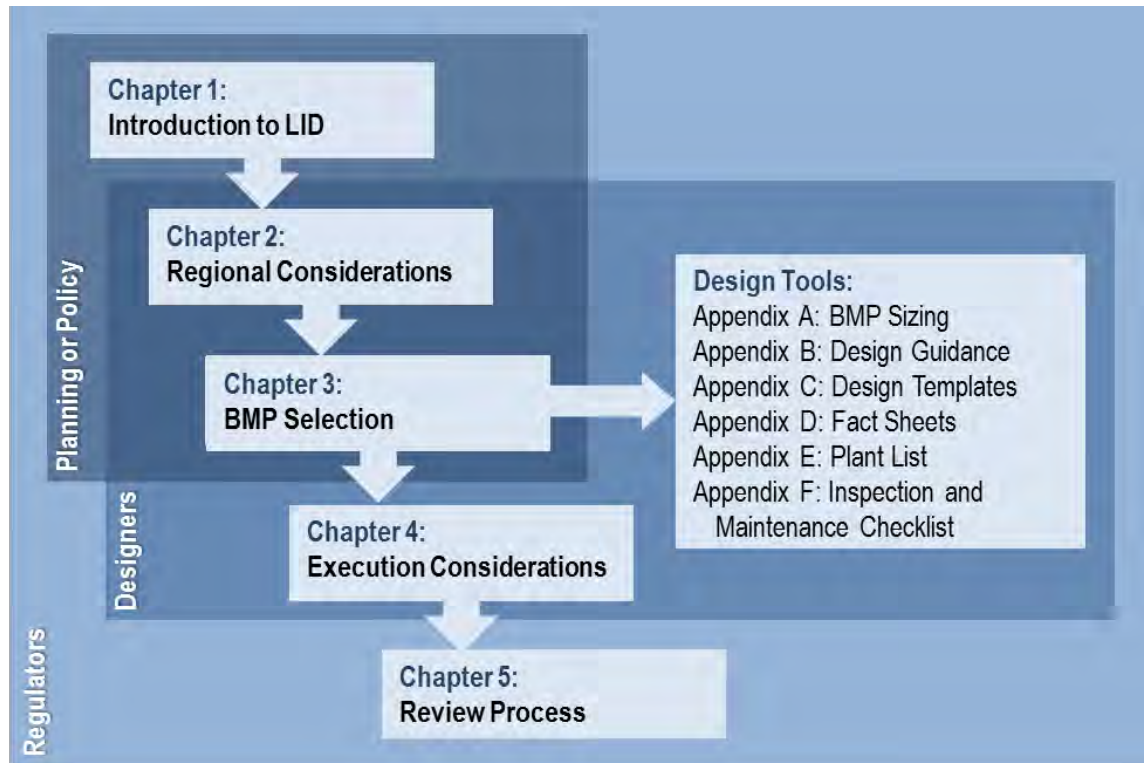 Chapter 1:
Introduction to LID
Chapter 2:
Regional Considerations
Chapter 3:
BMP Selection
Design Tools:
Appendix A: BMP Sizing
Appendix B: Design Guidance
Appendix C: Design Templates
Appendix D: Fact Sheets
Appendix E: Plant List
Appendix F: Inspection and
Maintenance Checklist
Chapter 4:
Execution Considerations
Chapter 5:
Review Process
Planning or Policy
Designers
Regulators